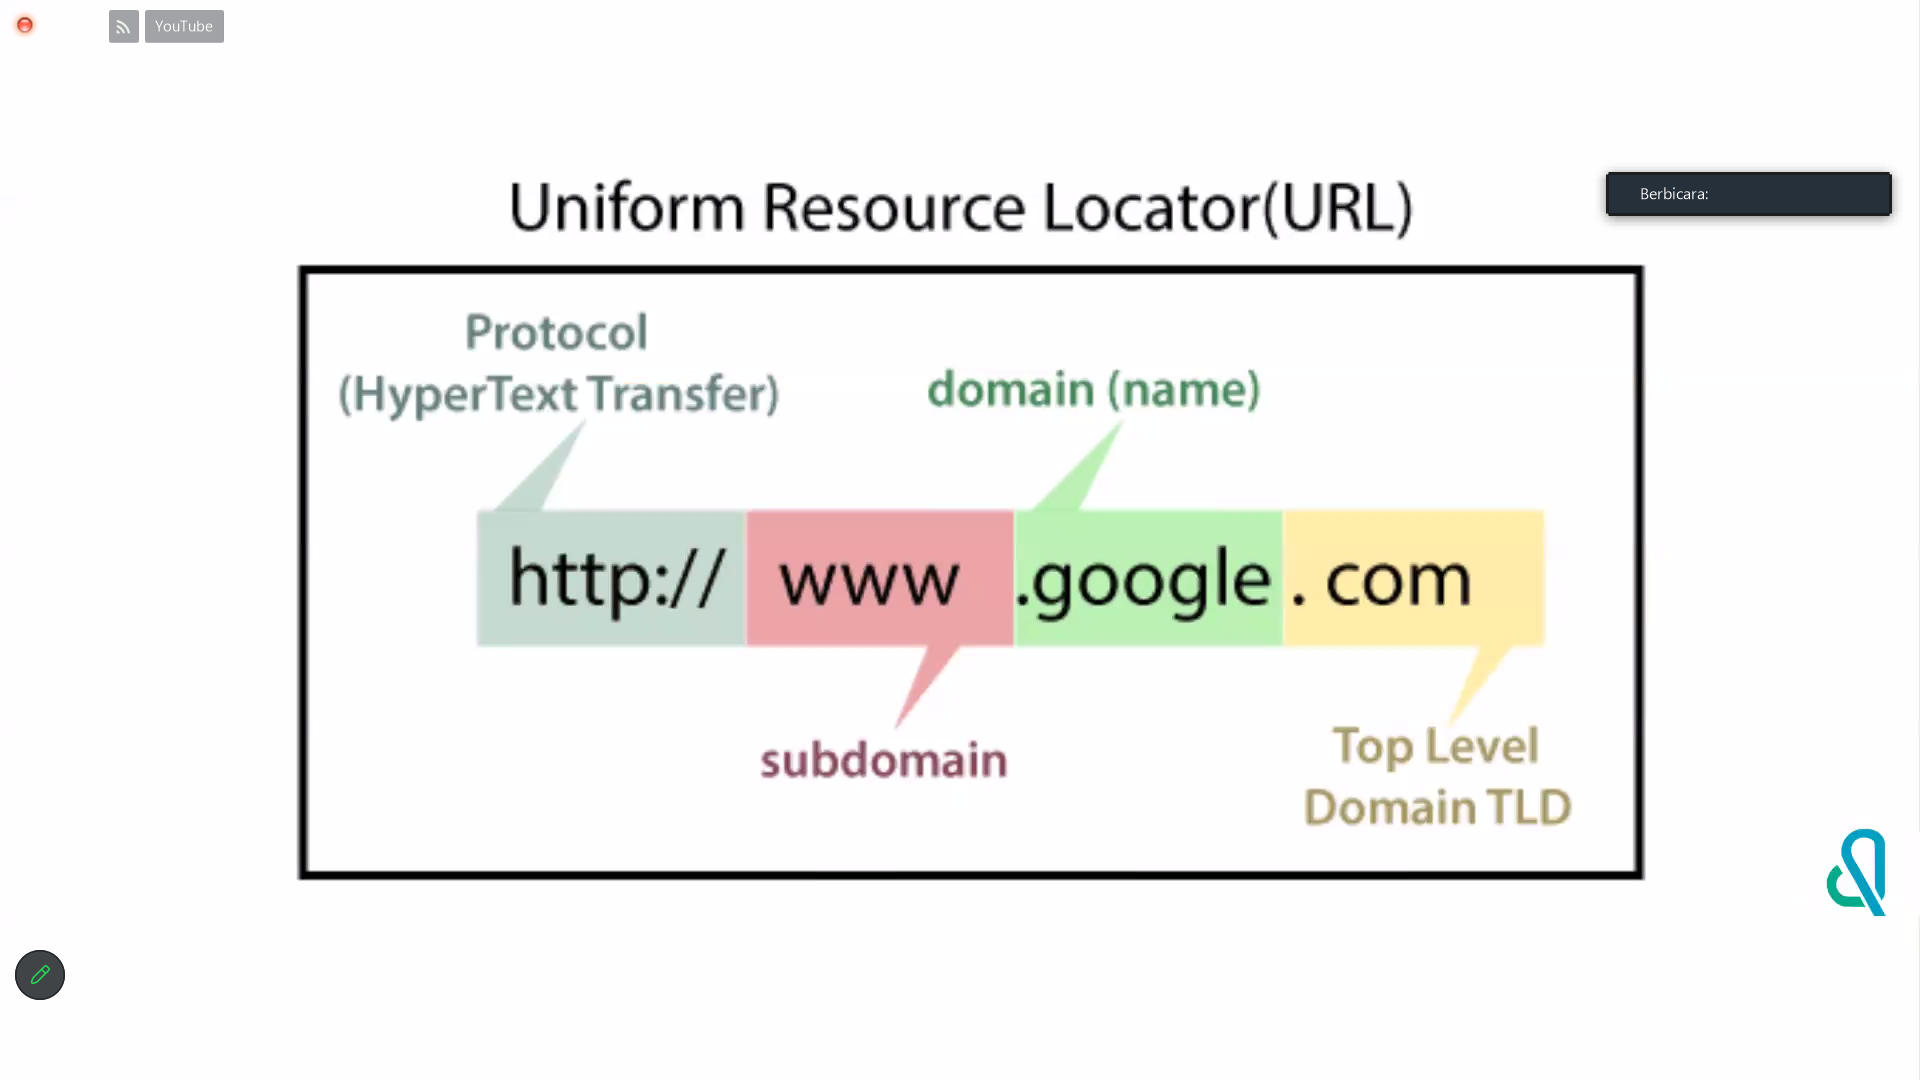 YouTube
Berbicara:
Uniform Resource Locator(URL)
Protocol
(HyperText Transfer)
domain (name)
http:// www .google . com
subdomain
Top Level
Domain TLD